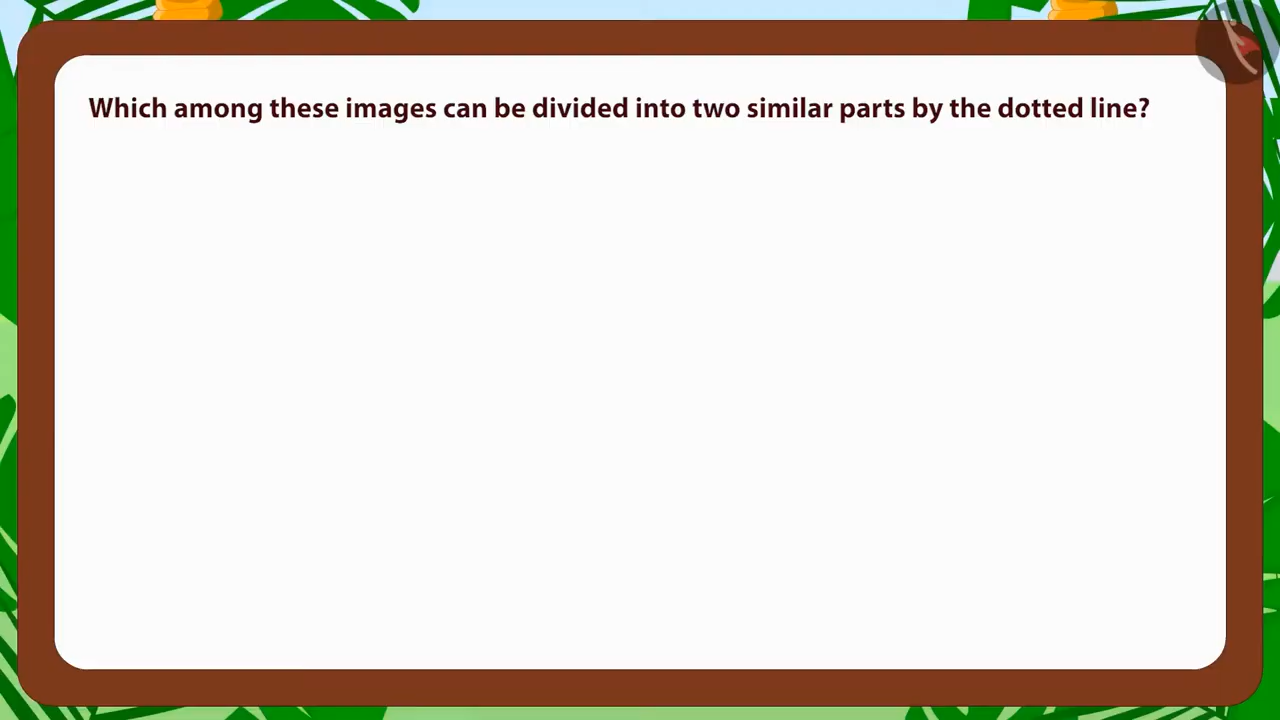 Which among these images can be divided into two similar parts by the dotted line?